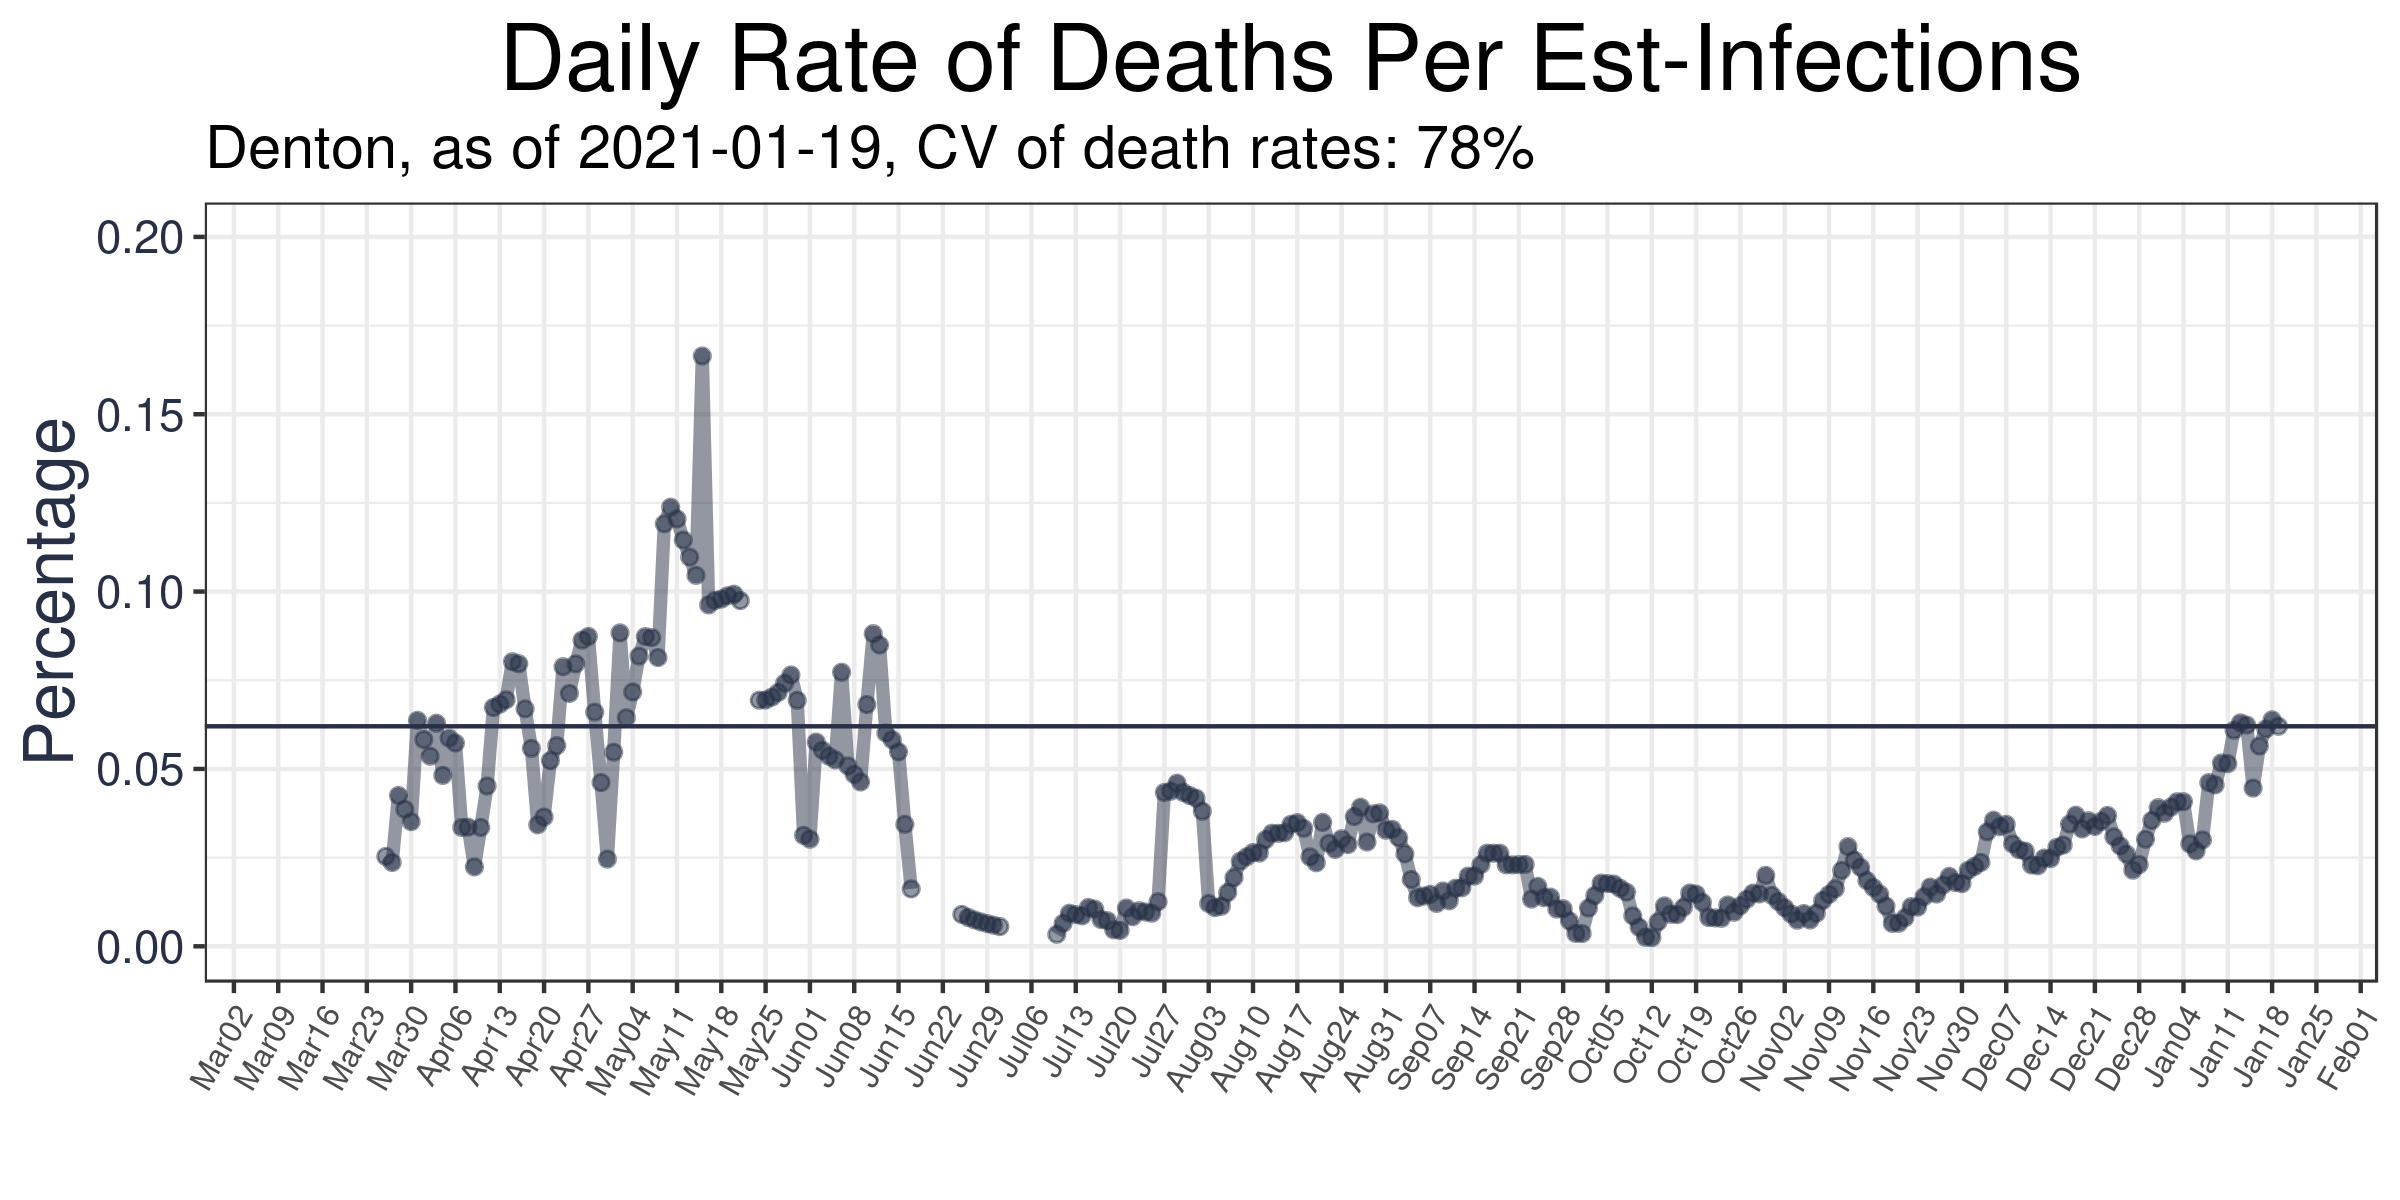 Daily Rate of Deaths Per Est-Infections
Denton, as of 2021-01-19, CV of death rates: 78%
Percentage
0.20
0.15
0.10
0.05
0.00
Mar02
Mar09
Mar16
Mar23
Mar30
Apr06
Apr13
Apr20
Apr27
May04
May11
May18
May25
Jun01
Jun08
Jun15
Jun22
Jun29
Jul06
Jul13
Jul20
Jul27
Aug03
Aug10
Aug17
Aug24
Aug31
Sep07
Sep14
Sep21
Sep28
Oct05
Oct12
Oct19
Oct26
Nov02
Nov09
Nov16
Nov23
Nov30
Dec07
Dec14
Dec21
Dec28
Jan04
Jan11
Jan18
Jan25
Feb01